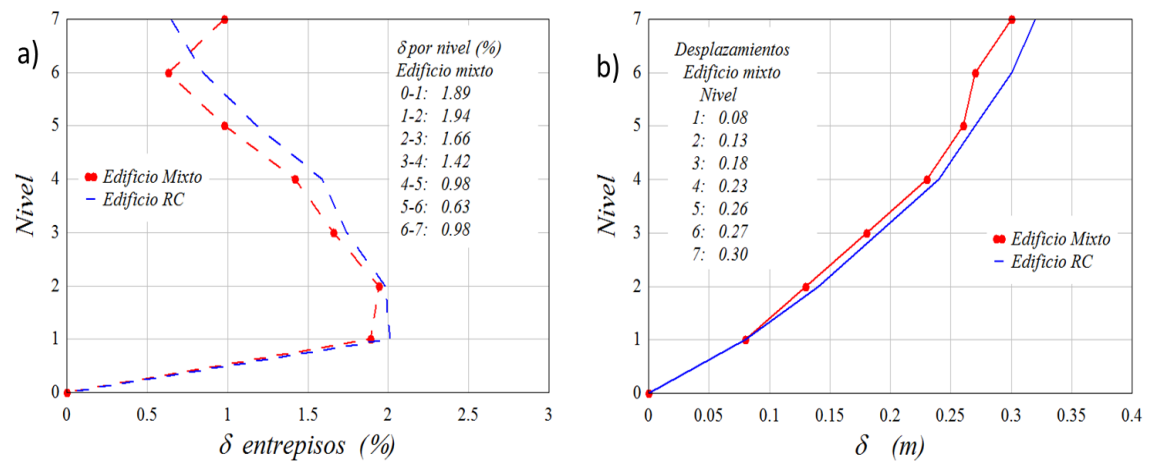 a)
δ por nivel (%)
Edificio mixto
0-1: 1.89
1-2: 1.94
2-3: 1.66
3-4: 1.42
4-5: 0.98
5-6: 0.63
6-7: 0.98
Edificio Mixto
Edificio RC
Nivel
7
6
5
4
3
2
1
0
0 0.5 1 1.5 2 2.5 3
δ entrepisos (%)
b)
Desplazamientos
Edificio mixto
Nivel
1: 0.08
2: 0.13
3: 0.18
4: 0.23
5: 0.26
6: 0.27
7: 0.30
Edificio Mixto
Edificio RC
Nivel
7
6
5
4
3
2
1
0
0 0.05 0.1 0.15 0.2 0.25 0.3 0.35 0.4
δ (m)